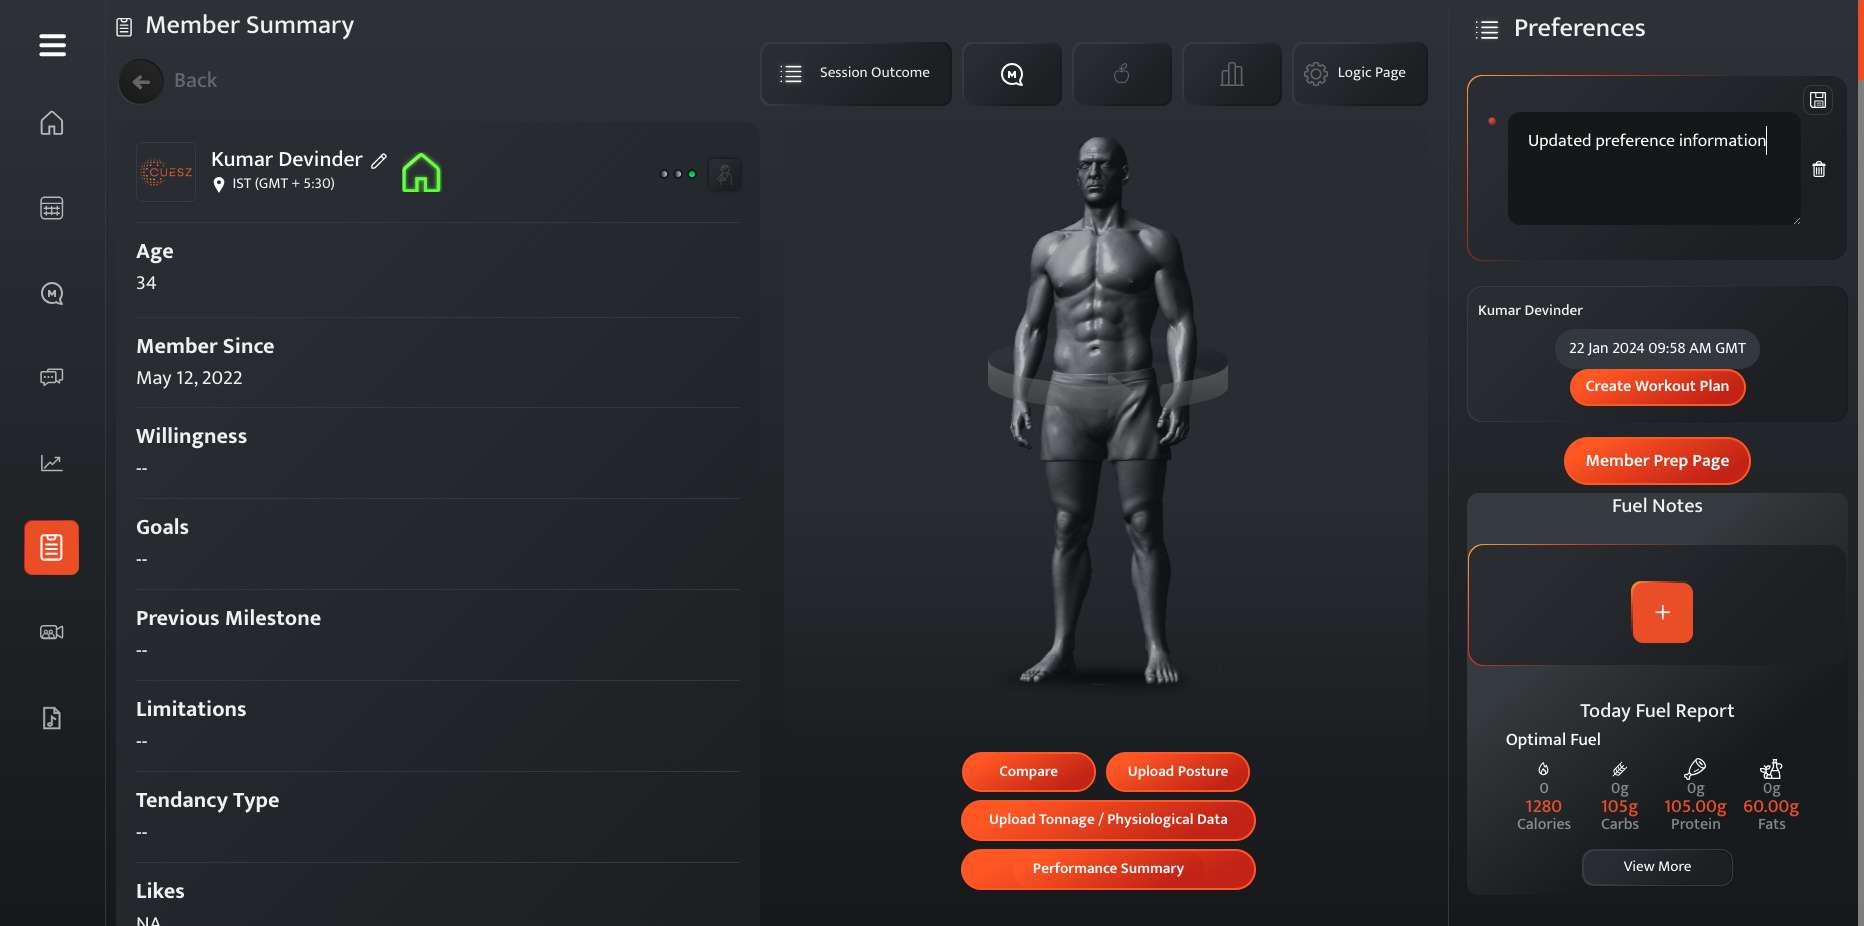 Member Summary
Back
Session Outcome
M
Logic Page
CUESZ
Kumar Devinder
IST (GMT + 5:30)
Age
34
Member Since
May 12, 2022
Willingness
--
Goals
--
Previous Milestone
--
Limitations
--
Tendancy Type
--
Likes
NA
Compare
Upload Posture
Upload Tonnage / Physiological Data
Performance Summary
Preferences
Updated preference information
Kumar Devinder
22 Jan 2024 09:58 AM GMT
Create Workout Plan
Member Prep Page
Fuel Notes
+
Today Fuel Report
Optimal Fuel
0 0g 0g 0g
1280 105g 105.00g 60.00g
Calories Carbs Protein Fats
View More